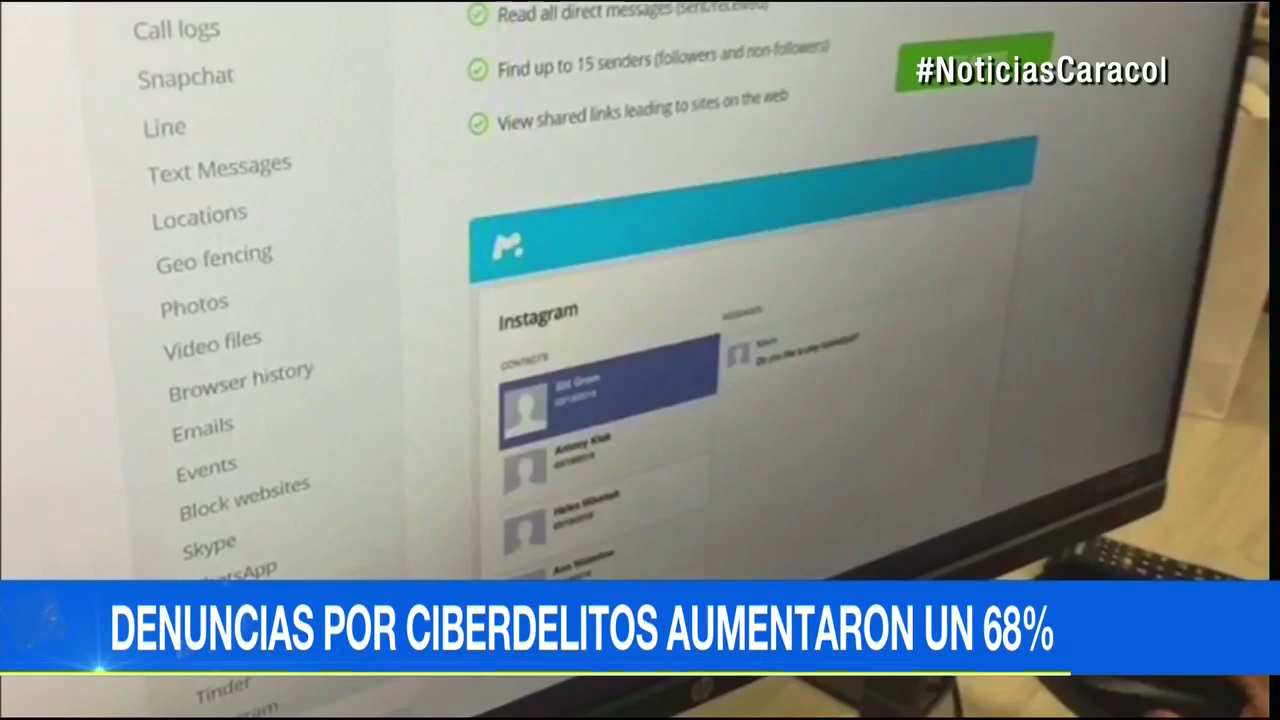 Call logs
Snapchat
Line
Text Messages
Locations
Geo fencing
Photos
Video files
Browser history
Emails
Events
Block websites
Skype
Tinder
Read all direct messages (sent/received)
Find up to 15 senders (followers and non-followers)
View shared links leading to sites on the web
#NoticiasCaracol
Instagram
CONTACTS
MESSAGES
DENUNCIAS POR CIBERDELITOS AUMENTARON UN 68%